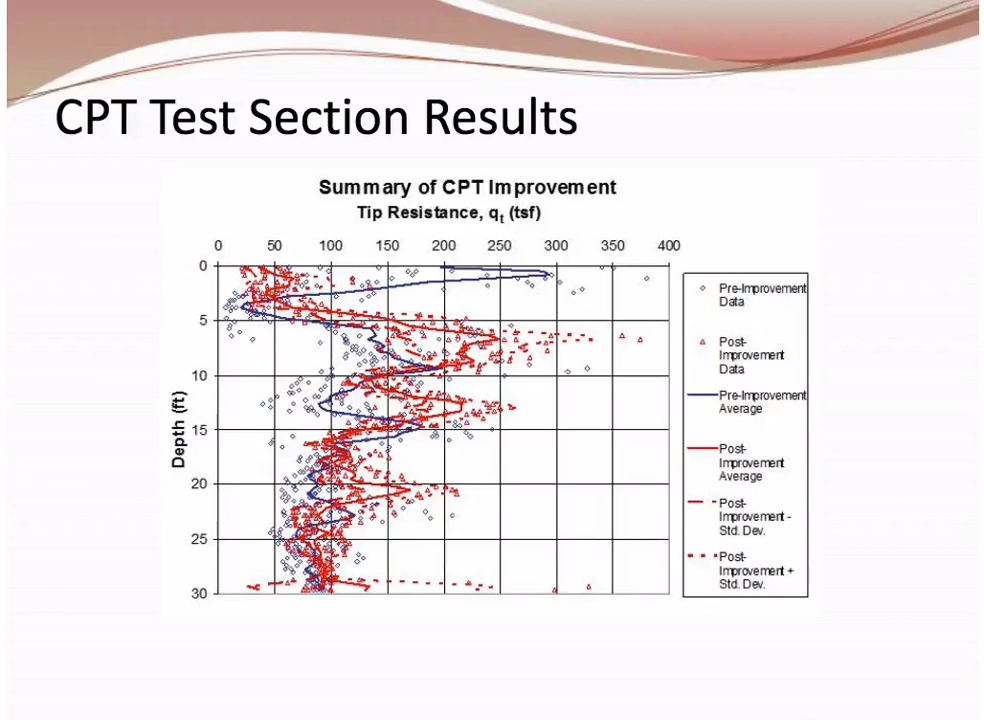 CPT Test Section Results
Summary of CPT Improvement
Tip Resistance, qt (tsf)
0 50 100 150 200 250 300 350 400
0
5
10
15
20
25
30
Depth (ft)
Pre-Improvement
Data
Post-
Improvement
Data
Pre-Improvement
Average
Post-
Improvement
Average
Post-
Improvement -
Std. Dev.
Post-
Improvement +
Std. Dev.